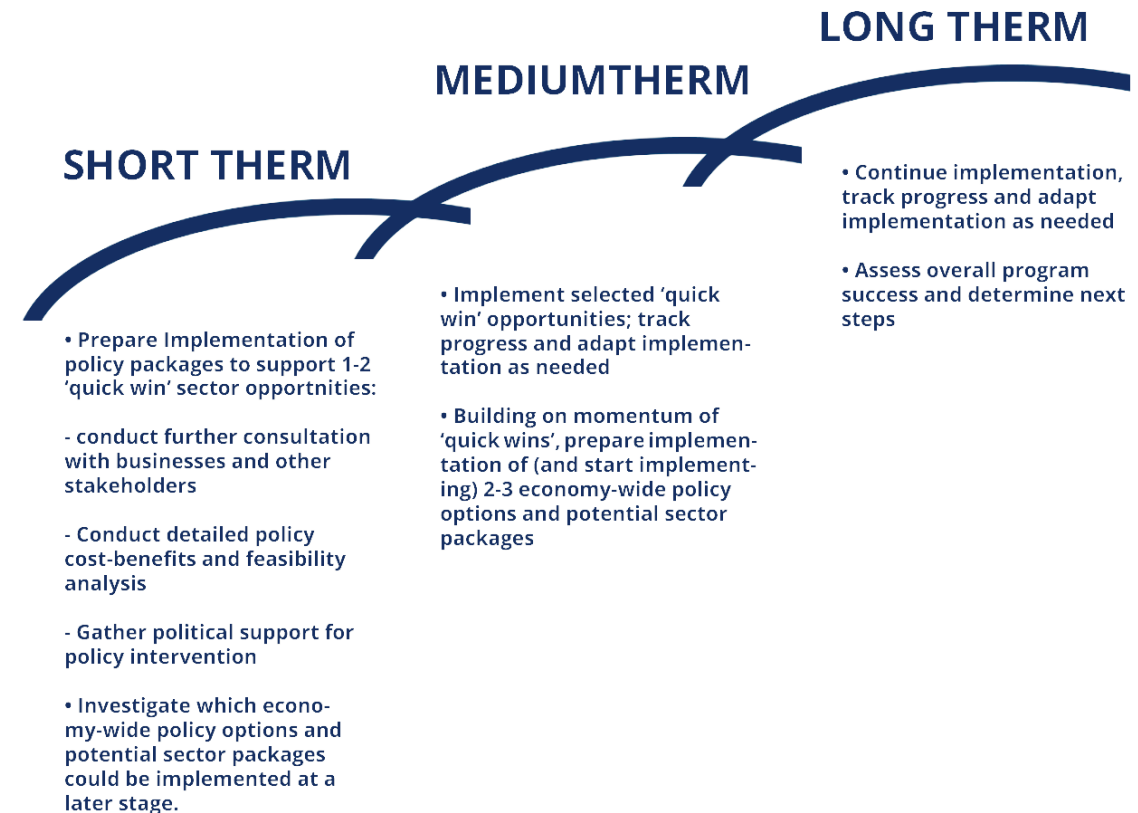 LONG THERM
MEDIUMTHERM
SHORT THERM
• Prepare Implementation of
policy packages to support 1-2
‘quick win’ sector opportnities:
- conduct further consultation
with businesses and other
stakeholders
- Conduct detailed policy
cost-benefits and feasibility
analysis
- Gather political support for
policy intervention
• Investigate which econo-
my-wide policy options and
potential sector packages
could be implemented at a
later stage.
• Implement selected ‘quick
win’ opportunities; track
progress and adapt implemen-
tation as needed
• Building on momentum of
‘quick wins’, prepare implemen-
tation of (and start implement-
ing) 2-3 economy-wide policy
options and potential sector
packages
• Continue implementation,
track progress and adapt
implementation as needed
• Assess overall program
success and determine next
steps